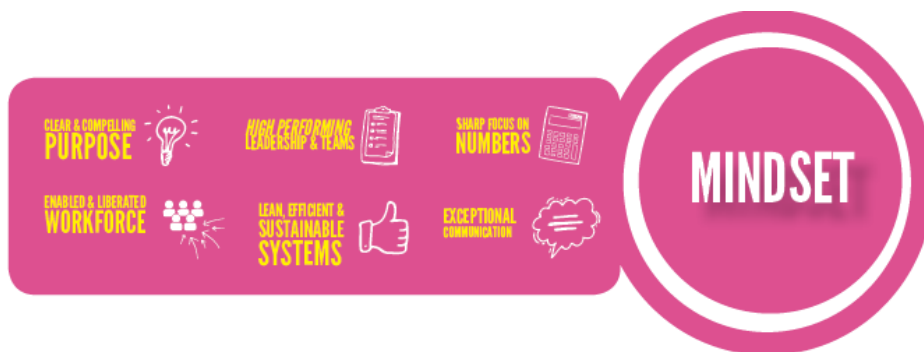 CLEAR & COMPELLING
PURPOSE
HIGH PERFORMING
LEADERSHIP & TEAMS
SHARP FOCUS ON
NUMBERS
ENABLED & LIBERATED
WORKFORCE
LEAN, EFFICIENT &
SUSTAINABLE
SYSTEMS
EXCEPTIONAL
COMMUNICATION
MINDSET